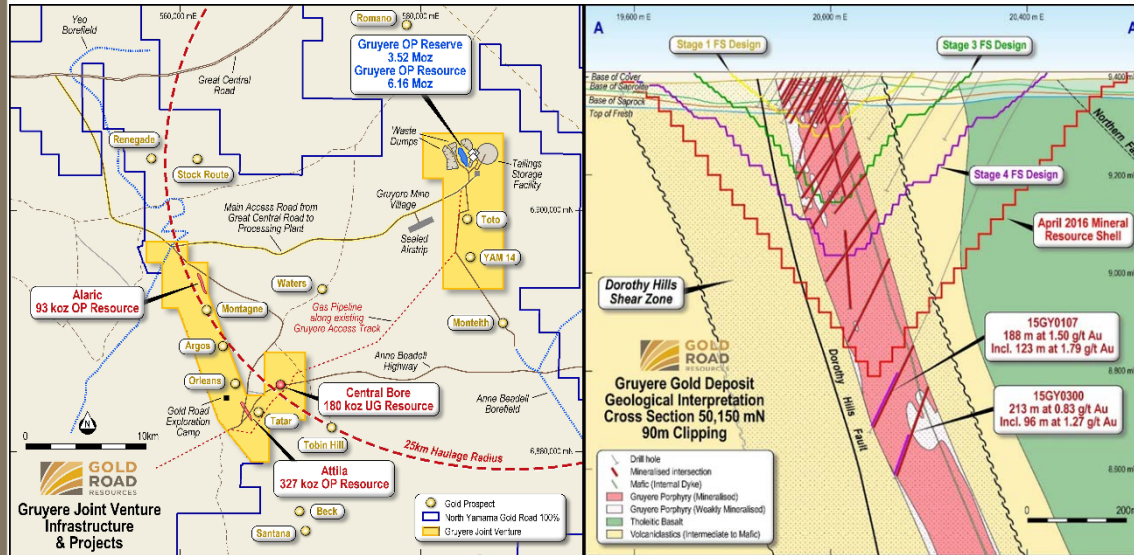 560,000 mE
580,000 mE
Romano
Yeo
Borefield
Great Central
Road
Gruyere OP Reserve
3.52 Moz
Gruyere OP Resource
6.16 Moz
Renegade
Stock Route
Waste
Dumps
Tailings
Storage
Facility
Gruyere Mine
Village
Main Access Road from
Great Central Road to
Processing Plant
Toto
6,900,000 mN
Sealed
Airstrip
YAM 14
Alaric
93 koz OP Resource
Waters
Montagne
Gas Pipeline
along existing
Gruyere Access Track
Monteith
Argos
Anne Beadell
Highway
Orleans
Central Bore
180 koz UG Resource
Anne Beadell
Borefield
Gold Road
Exploration
Camp
Tatar
Tobin Hill
25km Haulage Radius
6,880,000 mN
0
10km
N
Attila
327 koz OP Resource
GOLD
ROAD
RESOURCES
Gruyere Joint Venture
Infrastructure
& Projects
Beck
Santana
Gold Prospect
North Yamarna Gold Road 100%
Gruyere Joint Venture
A
19,600 m E
20,000 m E
20,400 m E
A
Stage 1 FS Design
Stage 3 FS Design
Base of Cover
Base of Saprolite
Base of Saprock
Top of Fresh
9,400 m
Northern Fa
Stage 4 FS Design
9,200 m
April 2016 Mineral
Resource Shell
9,000 m
Dorothy Hills
Shear Zone
Dorothy Hills Fault
15GY0107
188 m at 1.50 g/t Au
Incl. 123 m at 1.79 g/t Au
8,800 m
GOLD
ROAD
RESOURCES
Gruyere Gold Deposit
Geological Interpretation
Cross Section 50,150 mN
90m Clipping
15GY0300
213 m at 0.83 g/t Au
Incl. 96 m at 1.27 g/t Au
8,600 m
Drill hole
Mineralised intersection
Mafic (Internal Dyke)
Gruyere Porphyry (Mineralised)
Gruyere Porphyry (Weakly Mineralised)
Tholeitic Basalt
Volcaniclastics (Intermediate to Mafic)
0
200m